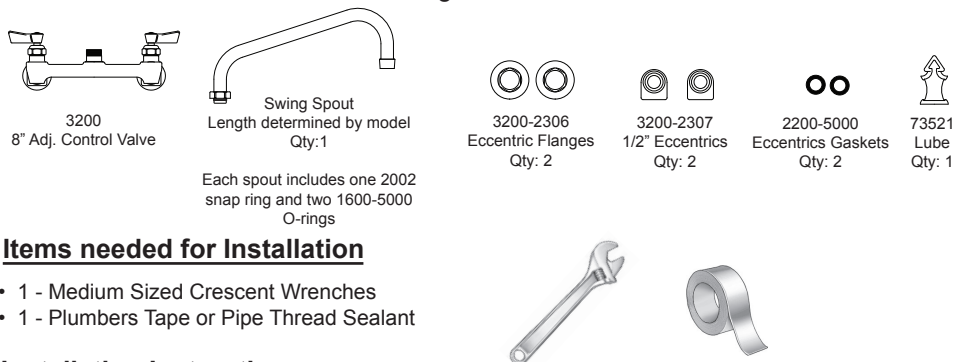 3200
8" Adj. Control Valve
Swing Spout
Length determined by model
Qty:1
Each spout includes one 2002
snap ring and two 1600-5000
O-rings
3200-2306
Eccentric Flanges
Qty: 2
3200-2307
1/2" Eccentrics
Qty: 2
2200-5000
Eccentrics Gaskets
Qty: 2
73521
Lube
Qty: 1
Items needed for Installation
• 1 - Medium Sized Crescent Wrenches
• 1 - Plumbers Tape or Pipe Thread Sealant